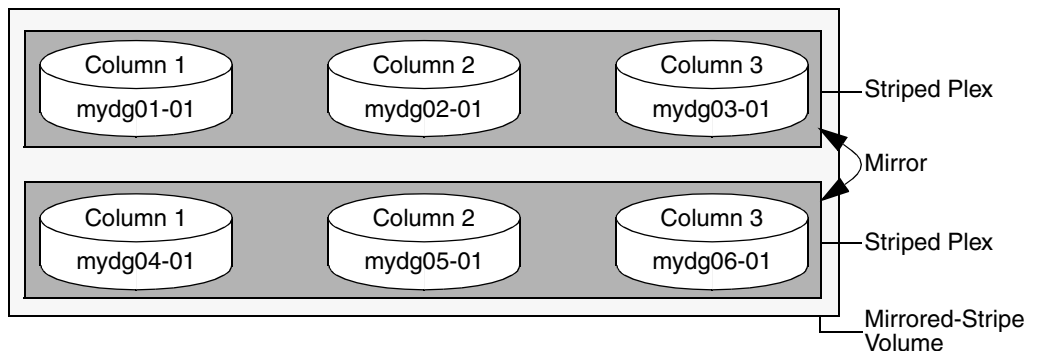 Column 1
Column 2
Column 3
mydg01-01
mydg02-01
mydg03-01
Striped Plex
Mirror
Column 1
Column 2
Column 3
mydg04-01
mydg05-01
mydg06-01
Striped Plex
Mirrored-Stripe
Volume